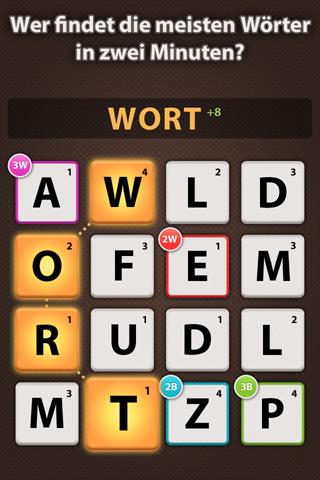 Wer findet die meisten Wörter
in zwei Minuten?
WORT +8
3W A 1 W 4 L 2 D 1
O 2 F 3 2W E 1 M 3
R 1 U 1 D 1 L 2
M 3 T 1 2B Z 4 3B P 4